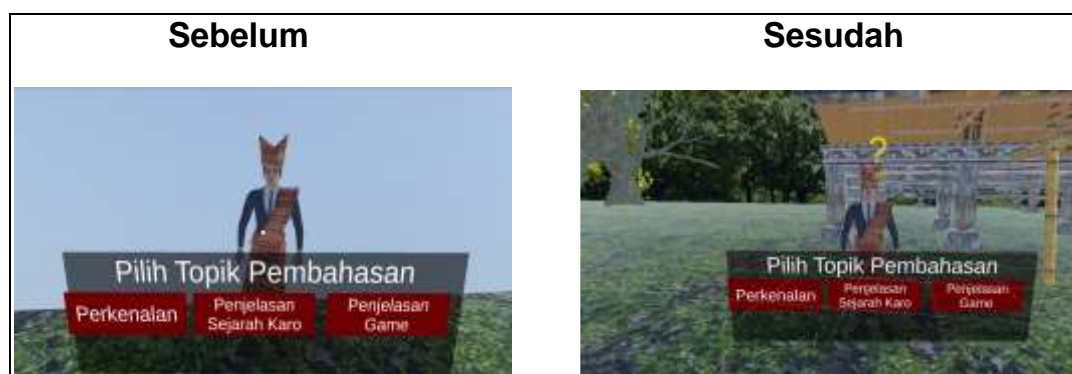 Sebelum
Sesudah
Pilih Topik Pembahasan
Perkenalan
Penjelasan
Sejarah Karo
Penjelasan
Game
?
Pilih Topik Pembahasan
Perkenalan
Penjelasan
Sejarah Karo
Penjelasan
Game